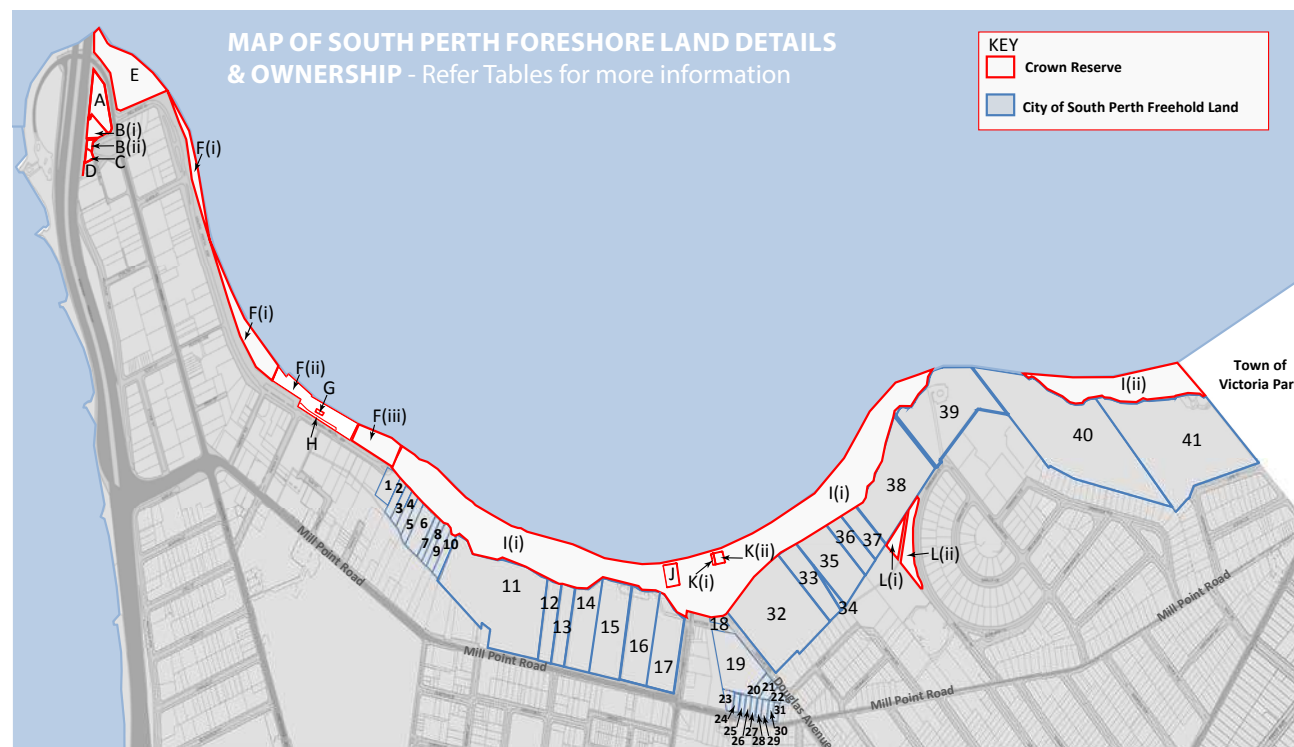 MAP OF SOUTH PERTH FORESHORE LAND DETAILS
& OWNERSHIP - Refer Tables for more information
KEY
Crown Reserve
City of South Perth Freehold Land
E
A
B(i)
B(ii)
C
D
F(i)
F(i)
F(ii)
G
H
F(iii)
I(i)
I(i)
I(ii)
Town of
Victoria Par
J
K(i)
K(ii)
L(i)
L(ii)
1
2
3
4
5
6
7
8
9
10
11
12
13
14
15
16
17
18
19
20
21
22
23
24
25
26
27
28
29
30
31
32
33
34
35
36
37
38
39
40
41
Mill Point Road
Mill Point Road
Mill Point Road
Mill Point Road
Douglas Avenue